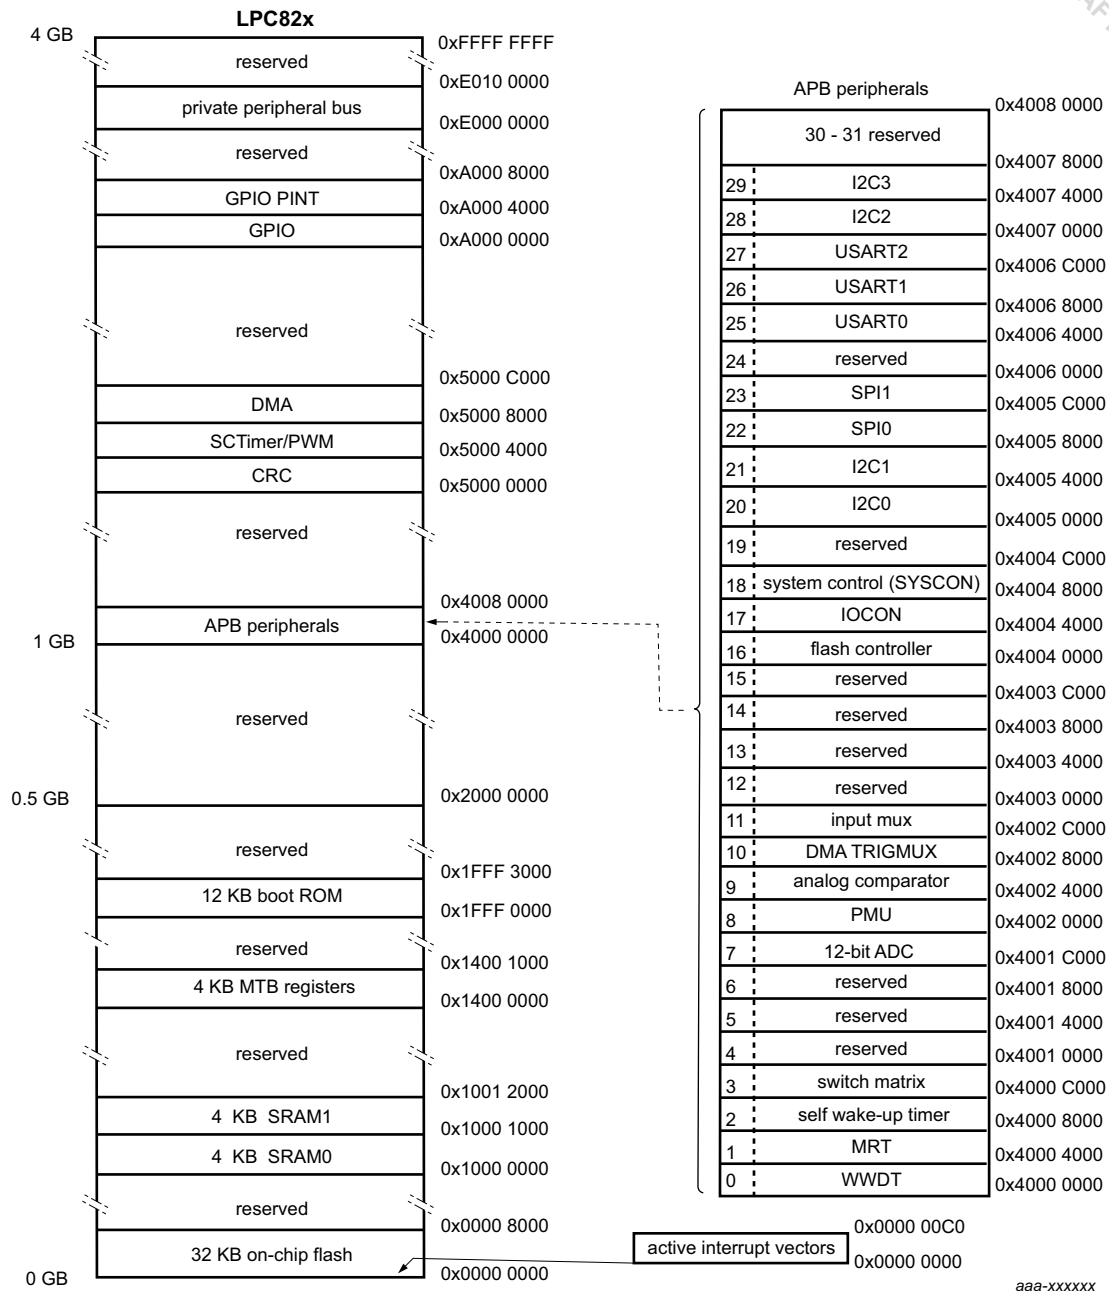 LPC82x
4 GB
0xFFFF FFFF
reserved
0xE010 0000
private peripheral bus
0xE000 0000
reserved
0xA000 8000
GPIO PINT
0xA000 4000
GPIO
0xA000 0000
reserved
0x5000 C000
DMA
0x5000 8000
SCTimer/PWM
0x5000 4000
CRC
0x5000 0000
reserved
0x4008 0000
APB peripherals
0x4000 0000
1 GB
reserved
0.5 GB
0x2000 0000
reserved
0x1FFF 3000
12 KB boot ROM
0x1FFF 0000
reserved
0x1400 1000
4 KB MTB registers
0x1400 0000
reserved
0x1001 2000
4 KB SRAM1
0x1000 1000
4 KB SRAM0
0x1000 0000
reserved
0x0000 8000
32 KB on-chip flash
0x0000 0000
0 GB
APB peripherals
0x4008 0000
30 - 31 reserved
0x4007 8000
29 I2C3
0x4007 4000
28 I2C2
0x4007 0000
27 USART2
0x4006 C000
26 USART1
0x4006 8000
25 USART0
0x4006 4000
24 reserved
0x4006 0000
23 SPI1
0x4005 C000
22 SPI0
0x4005 8000
21 I2C1
0x4005 4000
20 I2C0
0x4005 0000
19 reserved
0x4004 C000
18 system control (SYSCON)
0x4004 8000
17 IOCON
0x4004 4000
16 flash controller
0x4004 0000
15 reserved
0x4003 C000
14 reserved
0x4003 8000
13 reserved
0x4003 4000
12 reserved
0x4003 0000
11 input mux
0x4002 C000
10 DMA TRIGMUX
0x4002 8000
9 analog comparator
0x4002 4000
8 PMU
0x4002 0000
7 12-bit ADC
0x4001 C000
6 reserved
0x4001 8000
5 reserved
0x4001 4000
4 reserved
0x4001 0000
3 switch matrix
0x4000 C000
2 self wake-up timer
0x4000 8000
1 MRT
0x4000 4000
0 WWDT
0x4000 0000
0x0000 00C0
active interrupt vectors
0x0000 0000
aaa-xxxxxx